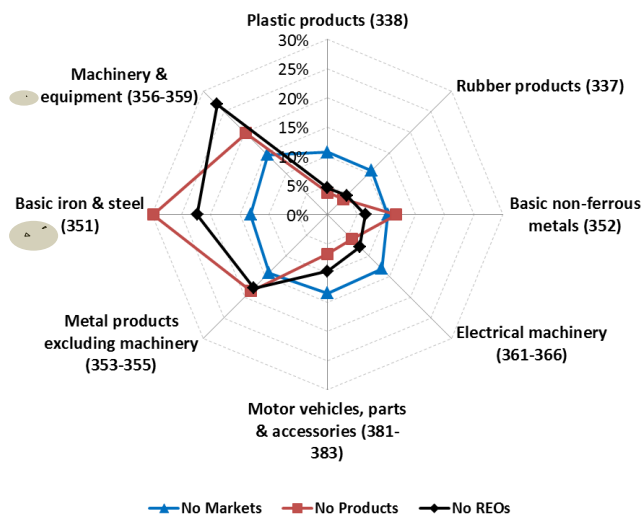 Plastic products (338)
30%
25%
20%
15%
10%
5%
0%
Rubber products (337)
Basic non-ferrous
metals (352)
Electrical machinery
(361-366)
Motor vehicles, parts
& accessories (381-
383)
Metal products
excluding machinery
(353-355)
Basic iron & steel
(351)
Machinery &
equipment (356-359)
No Markets
No Products
No REOs